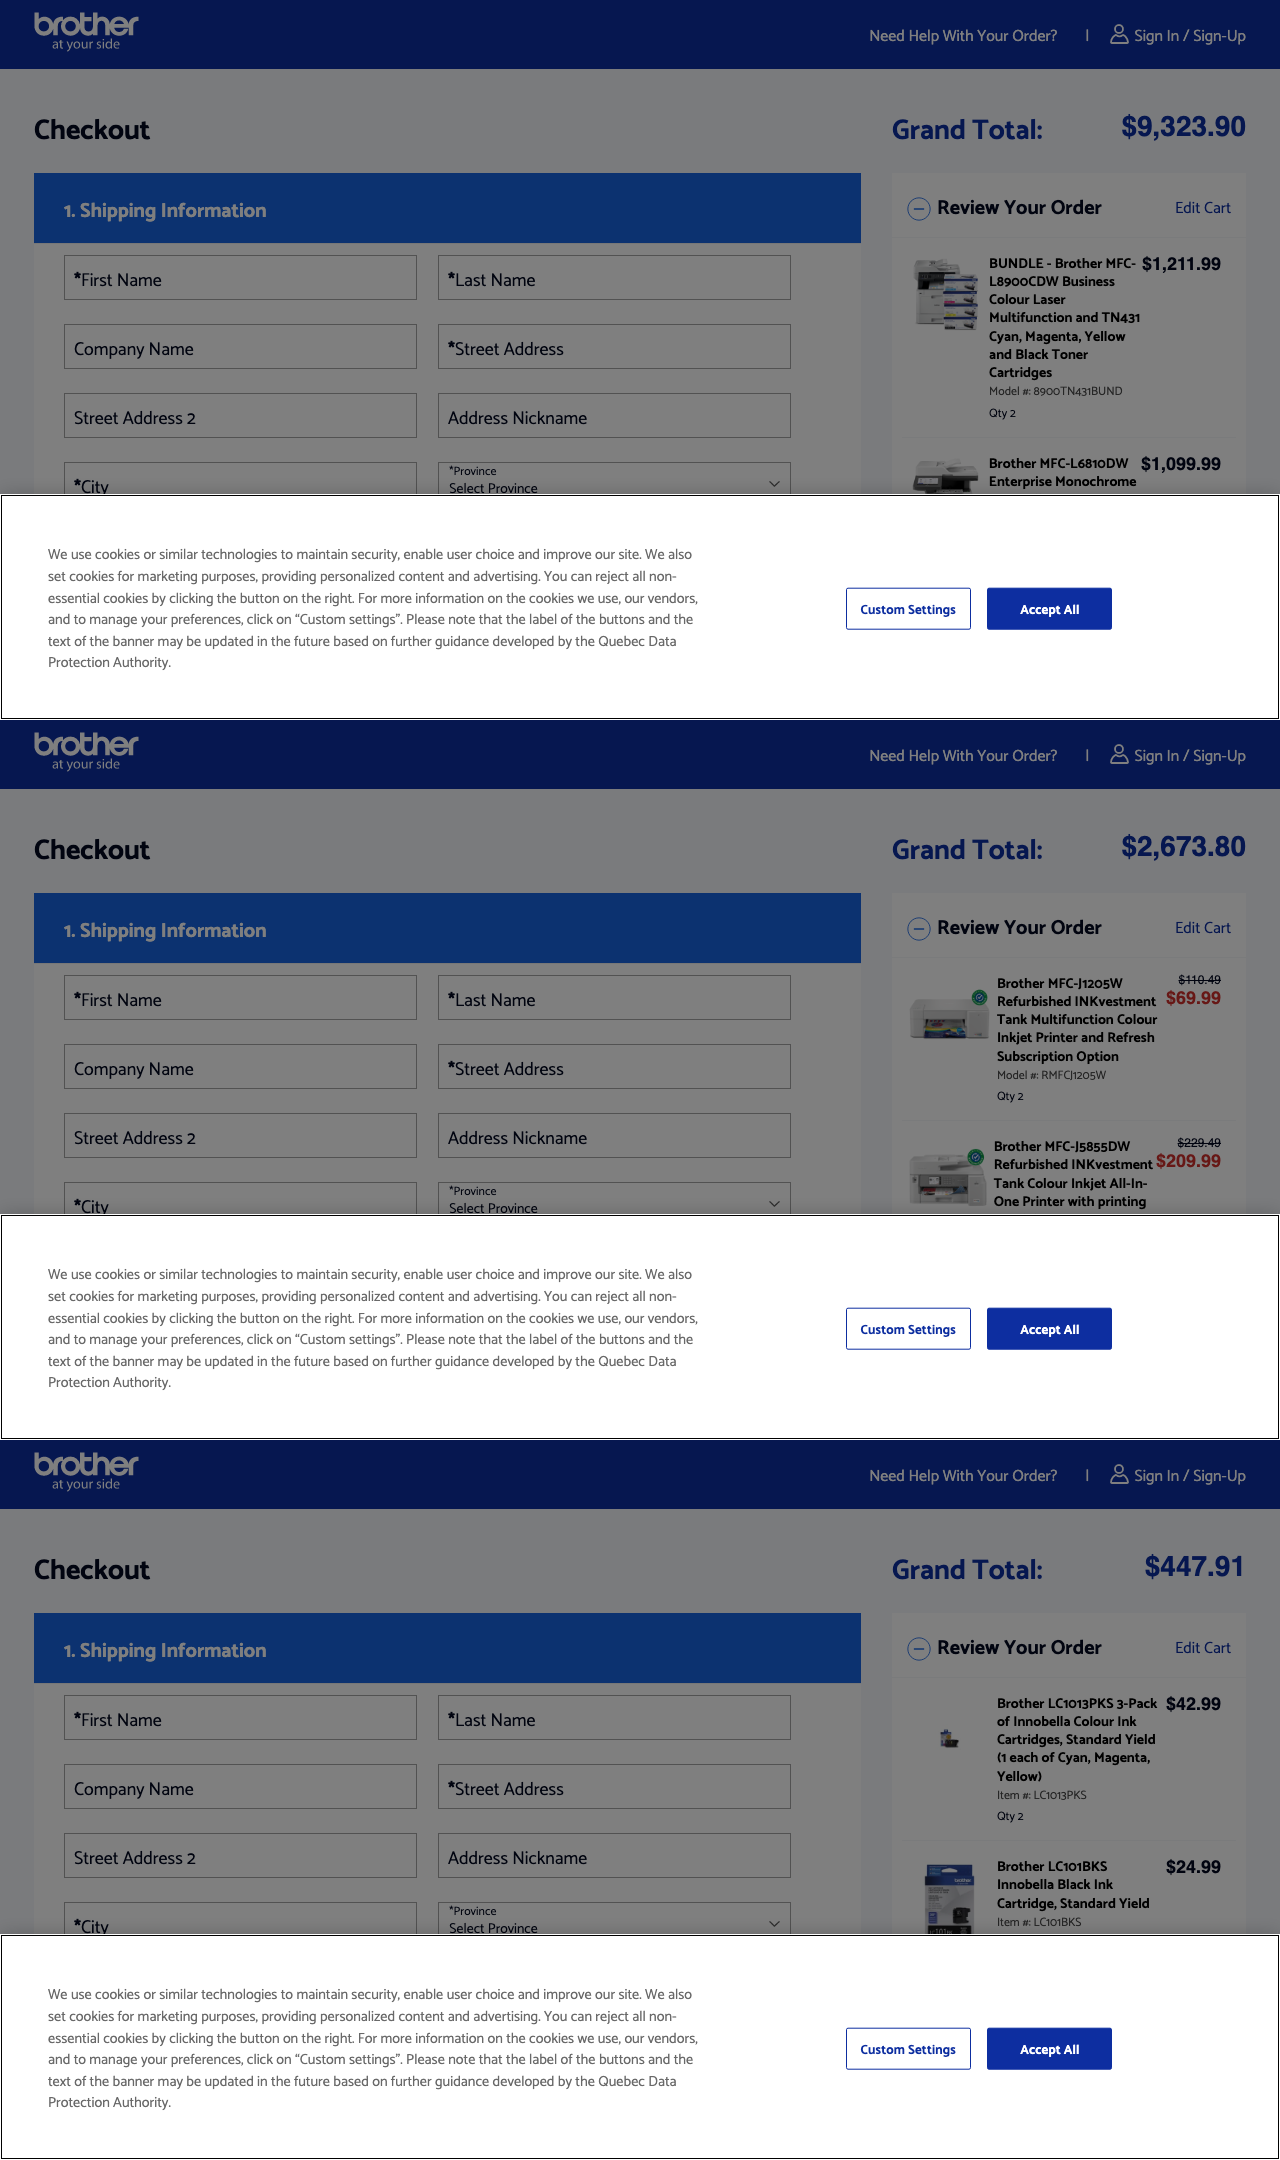 brother
at your side
Need Help With Your Order? | Sign In / Sign-Up
Checkout
Grand Total: $9,323.90
1. Shipping Information
Review Your Order Edit Cart
*First Name
*Last Name
Company Name
*Street Address
Street Address 2
Address Nickname
*City
*Province
Select Province
BUNDLE - Brother MFC- $1,211.99
L8900CDW Business
Colour Laser
Multifunction and TN431
Cyan, Magenta, Yellow
and Black Toner
Cartridges
Model #: 8900TN431BUND
Qty 2
Brother MFC-L6810DW $1,099.99
Enterprise Monochrome
We use cookies or similar technologies to maintain security, enable user choice and improve our site. We also
set cookies for marketing purposes, providing personalized content and advertising. You can reject all non-
essential cookies by clicking the button on the right. For more information on the cookies we use, our vendors,
and to manage your preferences, click on “Custom settings”. Please note that the label of the buttons and the
text of the banner may be updated in the future based on further guidance developed by the Quebec Data
Protection Authority.
Custom Settings
Accept All
brother
at your side
Need Help With Your Order? | Sign In / Sign-Up
Checkout
Grand Total: $2,673.80
1. Shipping Information
Review Your Order Edit Cart
*First Name
*Last Name
Company Name
*Street Address
Street Address 2
Address Nickname
*City
*Province
Select Province
Brother MFC-J1205W $110.49
Refurbished INKvestment $69.99
Tank Multifunction Colour
Inkjet Printer and Refresh
Subscription Option
Model #: RMFCJ1205W
Qty 2
Brother MFC-J5855DW $229.49
Refurbished INKvestment $209.99
Tank Colour Inkjet All-In-
One Printer with printing
We use cookies or similar technologies to maintain security, enable user choice and improve our site. We also
set cookies for marketing purposes, providing personalized content and advertising. You can reject all non-
essential cookies by clicking the button on the right. For more information on the cookies we use, our vendors,
and to manage your preferences, click on “Custom settings”. Please note that the label of the buttons and the
text of the banner may be updated in the future based on further guidance developed by the Quebec Data
Protection Authority.
Custom Settings
Accept All
brother
at your side
Need Help With Your Order? | Sign In / Sign-Up
Checkout
Grand Total: $447.91
1. Shipping Information
Review Your Order Edit Cart
*First Name
*Last Name
Company Name
*Street Address
Street Address 2
Address Nickname
*City
*Province
Select Province
Brother LC1013PKS 3-Pack $42.99
of Innobella Colour Ink
Cartridges, Standard Yield
(1 each of Cyan, Magenta,
Yellow)
Item #: LC1013PKS
Qty 2
Brother LC101BKS $24.99
Innobella Black Ink
Cartridge, Standard Yield
Item #: LC101BKS
We use cookies or similar technologies to maintain security, enable user choice and improve our site. We also
set cookies for marketing purposes, providing personalized content and advertising. You can reject all non-
essential cookies by clicking the button on the right. For more information on the cookies we use, our vendors,
and to manage your preferences, click on “Custom settings”. Please note that the label of the buttons and the
text of the banner may be updated in the future based on further guidance developed by the Quebec Data
Protection Authority.
Custom Settings
Accept All